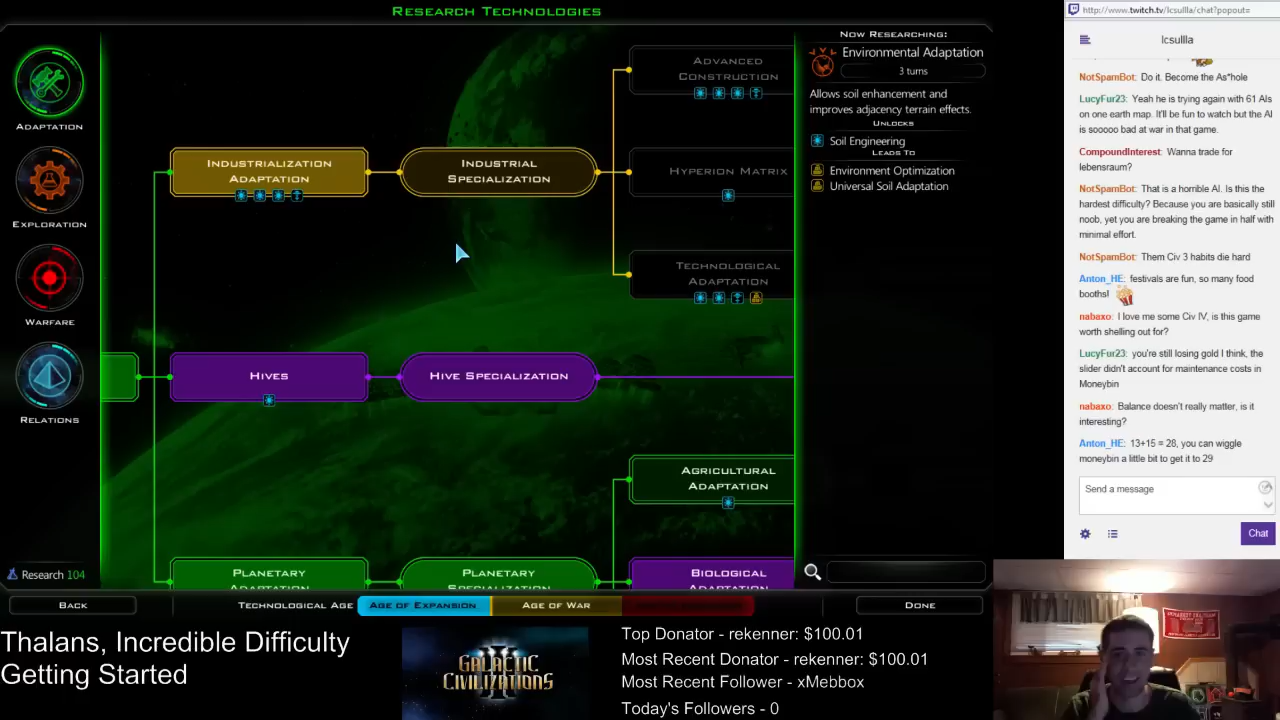 RESEARCH TECHNOLOGIES
ADAPTATION
EXPLORATION
WARFARE
RELATIONS
Research 104
INDUSTRIALIZATION
ADAPTATION
INDUSTRIAL
SPECIALIZATION
ADVANCED
CONSTRUCTION
HYPERION MATRIX
TECHNOLOGICAL
ADAPTATION
HIVES
HIVE SPECIALIZATION
AGRICULTURAL
ADAPTATION
PLANETARY
ADAPTATION
PLANETARY
SPECIALIZATION
BIOLOGICAL
ADAPTATION
NOW RESEARCHING:
Environmental Adaptation
3 turns
Allows soil enhancement and
improves adjacency terrain effects.
UNLOCKS
Soil Engineering
LEADS TO
Environment Optimization
Universal Soil Adaptation
BACK
TECHNOLOGICAL AGE
AGE OF EXPANSION
AGE OF WAR
DONE
Thalans, Incredible Difficulty
Getting Started
GALACTIC
CIVILIZATIONS
III
Top Donator - rekenner: $100.01
Most Recent Donator - rekenner: $100.01
Most Recent Follower - xMebbox
Today's Followers - 0
http://www.twitch.tv/lcsullla/chat?popout=
lcsullla
NotSpamBot: Do it. Become the As*hole
LucyFur23: Yeah he is trying again with 61 AIs
on one earth map. It'll be fun to watch but the AI
is sooooo bad at war in that game.
CompoundInterest: Wanna trade for
lebensraum?
NotSpamBot: That is a horrible AI. Is this the
hardest difficulty? Because you are basically still
noob, yet you are breaking the game in half with
minimal effort.
NotSpamBot: Them Civ 3 habits die hard
Anton_HE: festivals are fun, so many food
booths!
nabaxo: I love me some Civ IV, is this game
worth shelling out for?
LucyFur23: you're still losing gold I think, the
slider didn't account for maintenance costs in
Moneybin
nabaxo: Balance doesn't really matter, is it
interesting?
Anton_HE: 13+15 = 28, you can wiggle
moneybin a little bit to get it to 29
Send a message
Chat